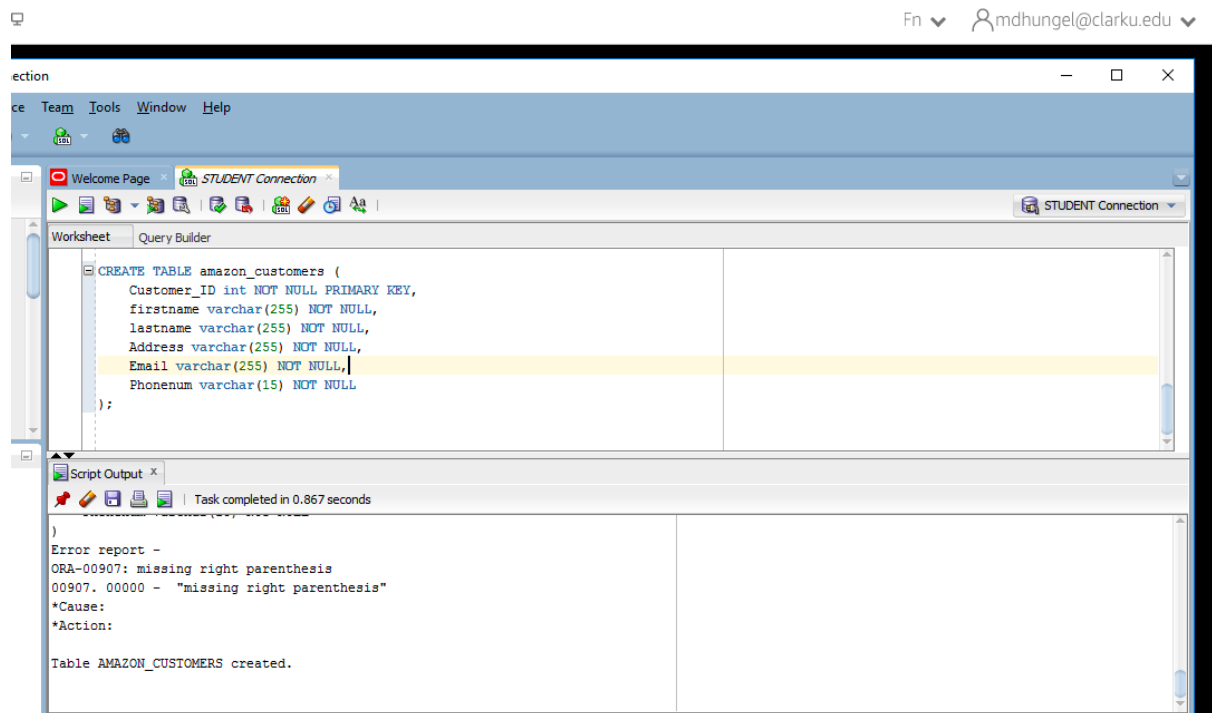 Fn mdhungel@clarku.edu
ection
ce Team Tools Window Help
Welcome Page STUDENT Connection
STUDENT Connection
Worksheet Query Builder
CREATE TABLE amazon_customers (
Customer_ID int NOT NULL PRIMARY KEY,
firstname varchar(255) NOT NULL,
lastname varchar(255) NOT NULL,
Address varchar(255) NOT NULL,
Email varchar(255) NOT NULL,
Phonenum varchar(15) NOT NULL
);
Script Output x
Task completed in 0.867 seconds
)
Error report -
ORA-00907: missing right parenthesis
00907. 00000 - "missing right parenthesis"
*Cause:
*Action:
Table AMAZON_CUSTOMERS created.